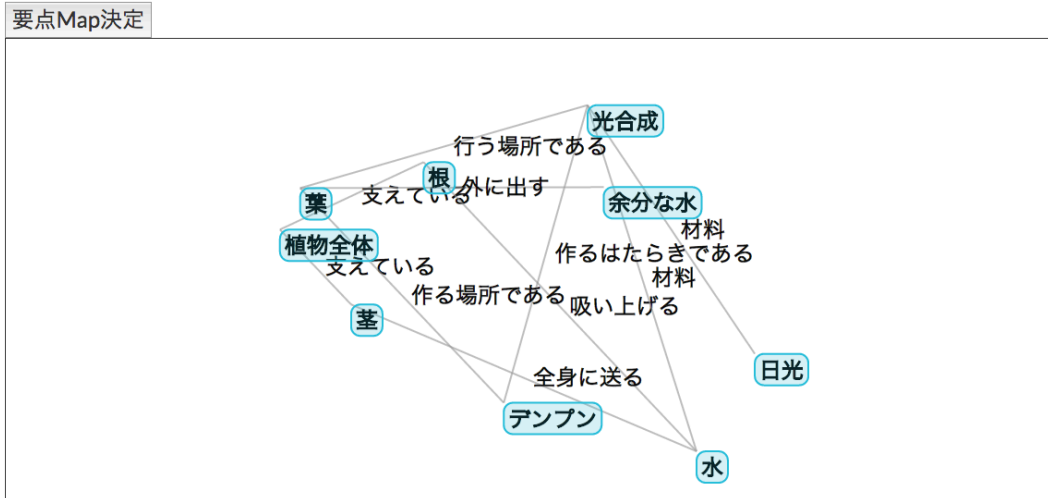 要点Map決定
光合成
行う場所である
根
外に出す
支えている
葉
余分な水
材料
植物全体
作るはたらきである
支えている
材料
作る場所である
吸い上げる
茎
日光
全身に送る
デンプン
水